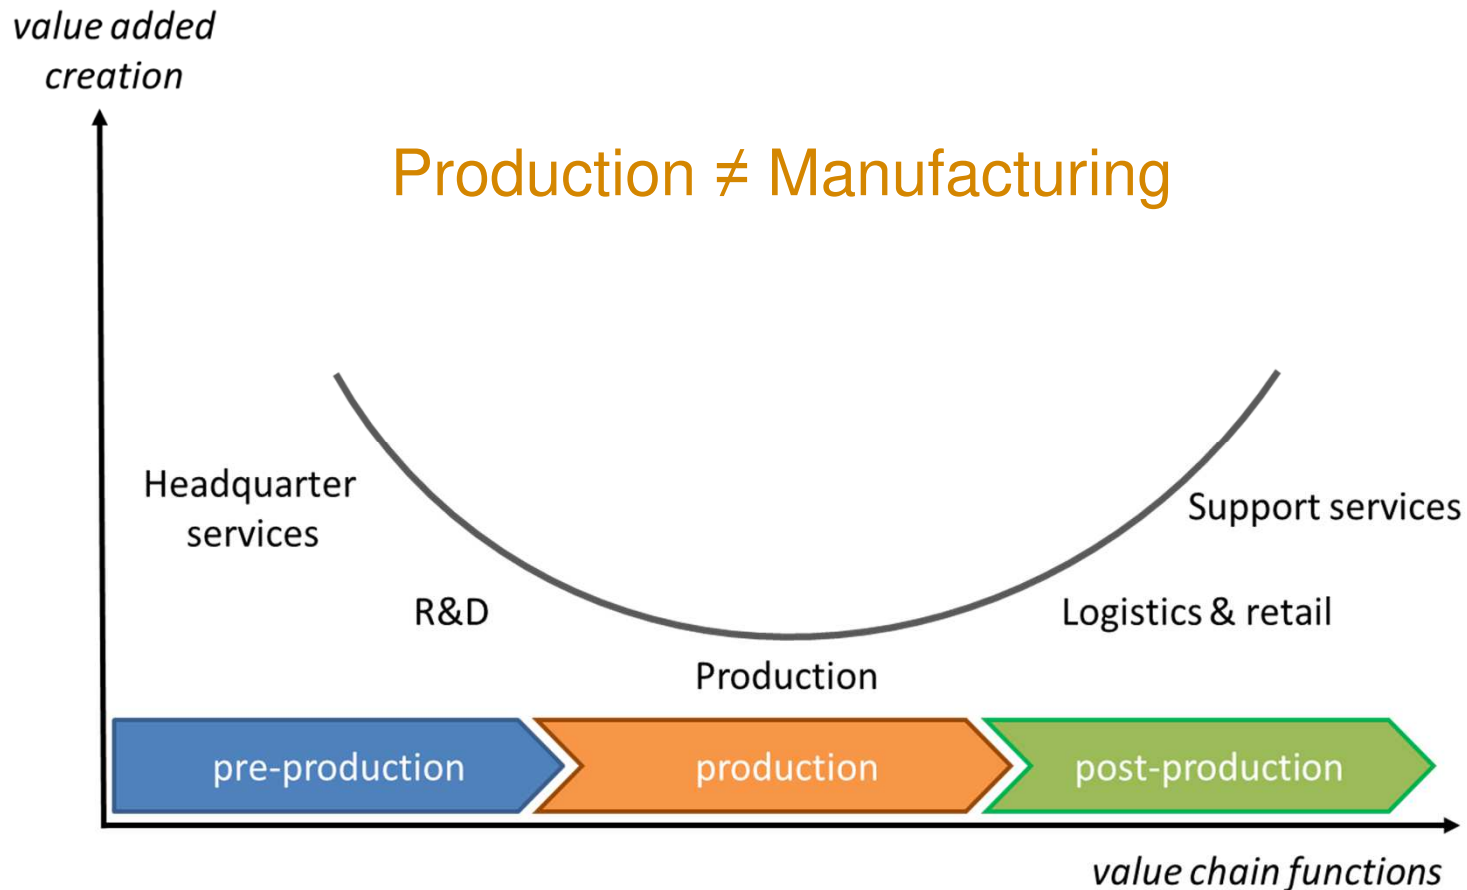 value added
creation
Production ≠ Manufacturing
Headquarter
services
Support services
R&D
Logistics & retail
Production
pre-production
production
post-production
value chain functions